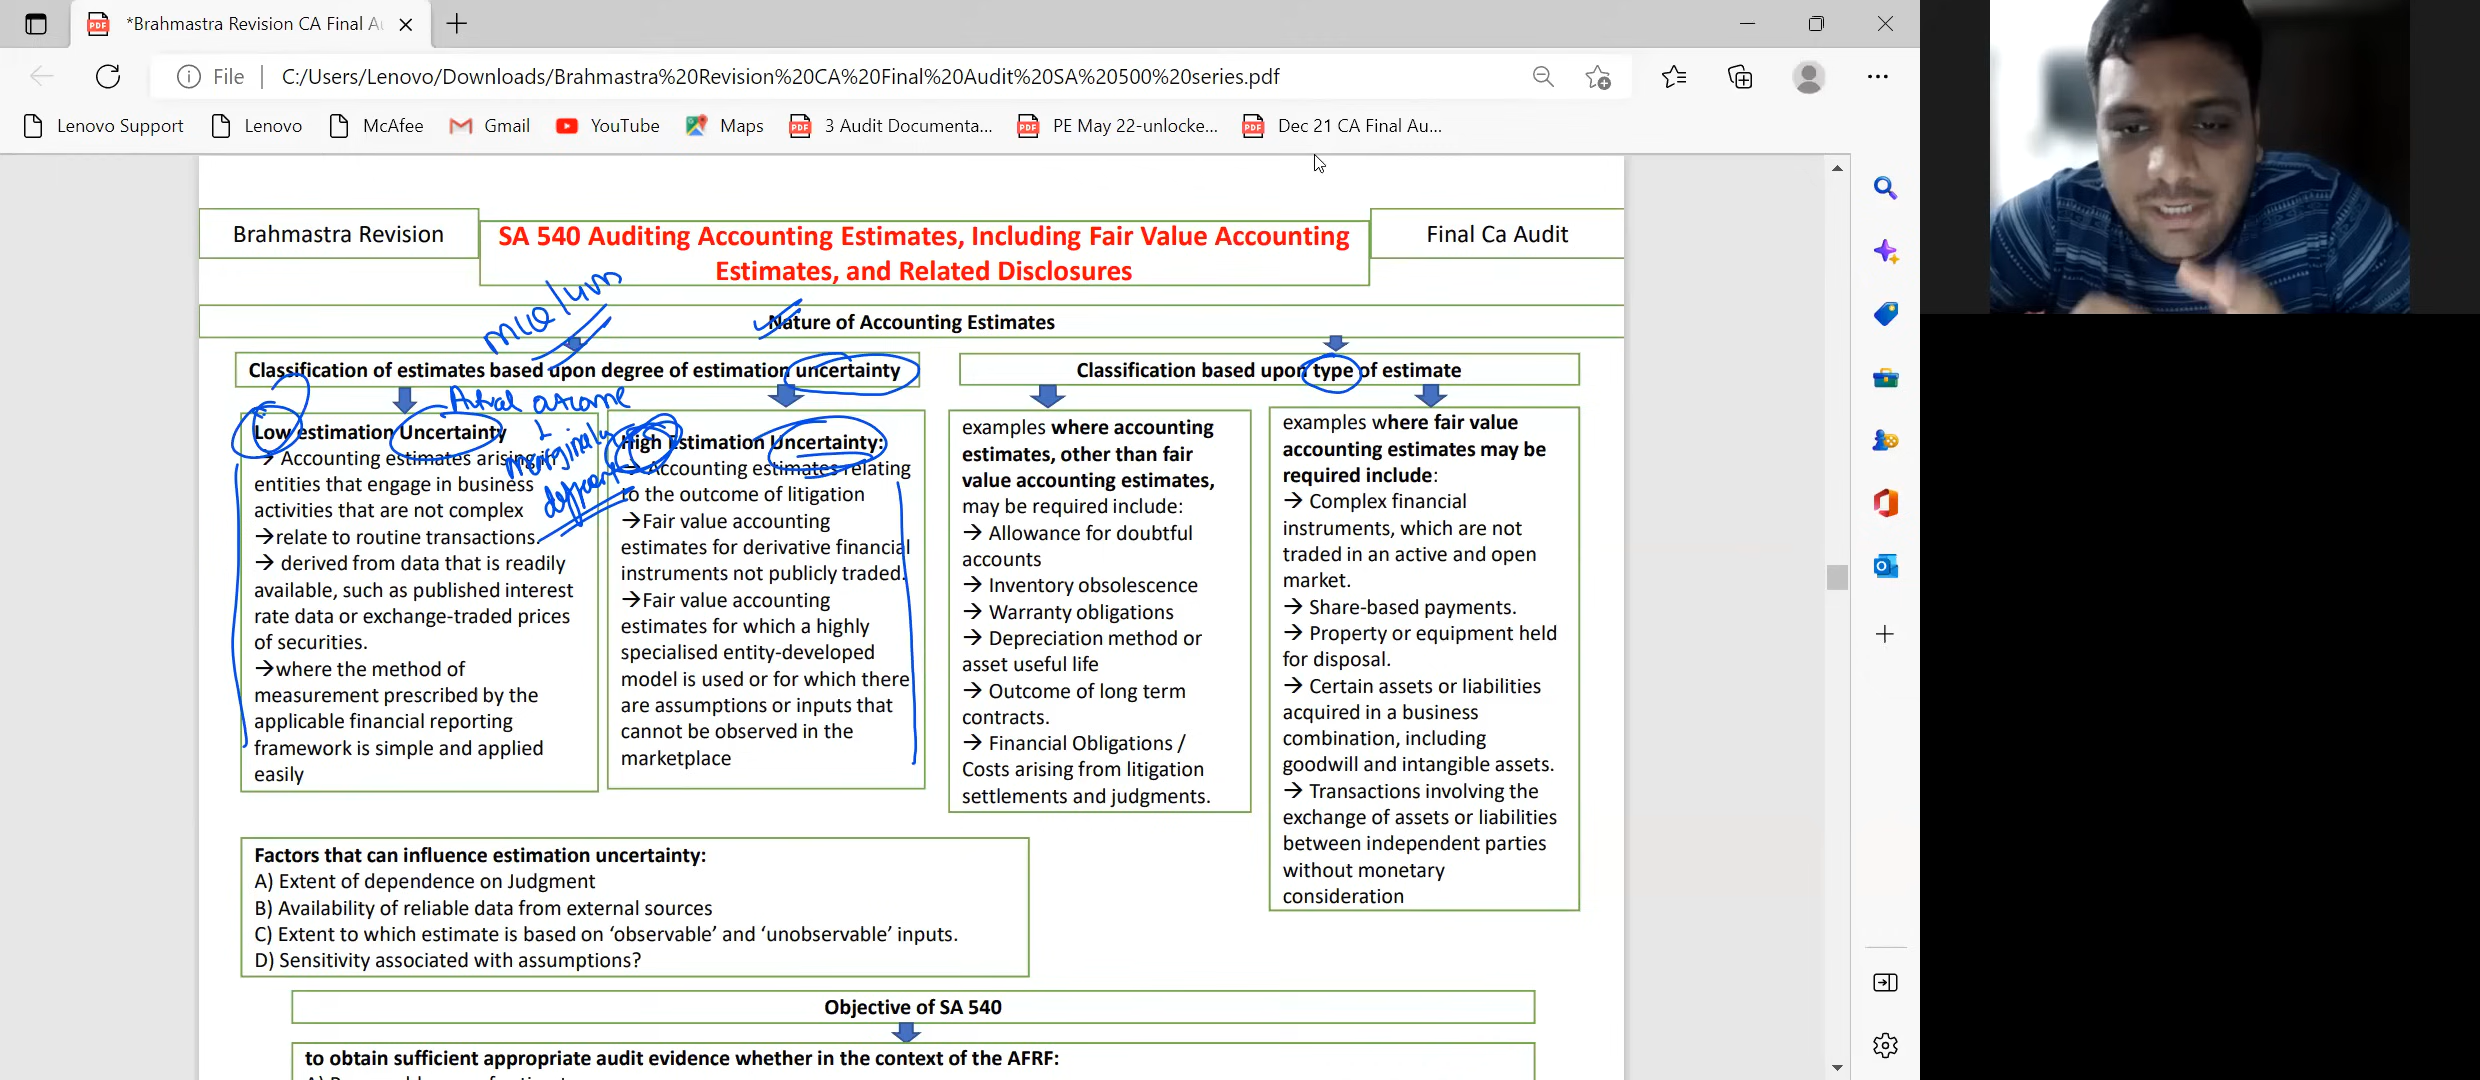 *Brahmastra Revision CA Final Au
File
C:/Users/Lenovo/Downloads/Brahmastra%20Revision%20CA%20Final%20Audit%20SA%20500%20series.pdf
Lenovo Support
Lenovo
McAfee
Gmail
YouTube
Maps
3 Audit Documenta...
PE May 22-unlocke...
Dec 21 CA Final Au...
Brahmastra Revision
SA 540 Auditing Accounting Estimates, Including Fair Value Accounting
Estimates, and Related Disclosures
Final Ca Audit
Nature of Accounting Estimates
Classification of estimates based upon degree of estimation uncertainty
Actual outcome
marginally
different
Low estimation Uncertainty
→ Accounting estimates arising in
entities that engage in business
activities that are not complex
→relate to routine transactions.
→ derived from data that is readily
available, such as published interest
rate data or exchange-traded prices
of securities.
→where the method of
measurement prescribed by the
applicable financial reporting
framework is simple and applied
easily
High Estimation Uncertainty:
→ Accounting estimates relating
to the outcome of litigation
→Fair value accounting
estimates for derivative financial
instruments not publicly traded.
→Fair value accounting
estimates for which a highly
specialised entity-developed
model is used or for which there
are assumptions or inputs that
cannot be observed in the
marketplace
Classification based upon type of estimate
examples where accounting
estimates, other than fair
value accounting estimates,
may be required include:
→ Allowance for doubtful
accounts
→ Inventory obsolescence
→ Warranty obligations
→ Depreciation method or
asset useful life
→ Outcome of long term
contracts.
→ Financial Obligations /
Costs arising from litigation
settlements and judgments.
examples where fair value
accounting estimates may be
required include:
→ Complex financial
instruments, which are not
traded in an active and open
market.
→ Share-based payments.
→ Property or equipment held
for disposal.
→ Certain assets or liabilities
acquired in a business
combination, including
goodwill and intangible assets.
→ Transactions involving the
exchange of assets or liabilities
between independent parties
without monetary
consideration
Factors that can influence estimation uncertainty:
A) Extent of dependence on Judgment
B) Availability of reliable data from external sources
C) Extent to which estimate is based on ‘observable’ and ‘unobservable’ inputs.
D) Sensitivity associated with assumptions?
Objective of SA 540
to obtain sufficient appropriate audit evidence whether in the context of the AFRF: